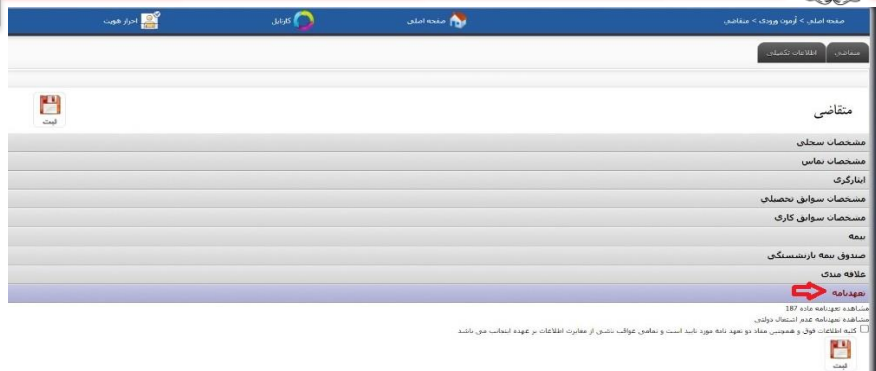 صفحه اصلی > آزمون ورودی > متقاضی
صفحه اصلی
کارتابل
احراز هویت
متقاضی
اطلاعات تکمیلی
متقاضی
ثبت
مشخصات سجلی
مشخصات تماس
ایثارگری
مشخصات سوابق تحصیلی
مشخصات سوابق کاری
بیمه
صندوق بیمه بازنشستگی
علاقه مندی
تعهدنامه
مشاهده تعهدنامه ماده 187
مشاهده تعهدنامه عدم اشتغال دولتی
کلیه اطلاعات فوق و همچنین مفاد دو تعهد نامه مورد تایید است و تمامی عواقب ناشی از مغایرت اطلاعات بر عهده اینجانب می باشد
ثبت